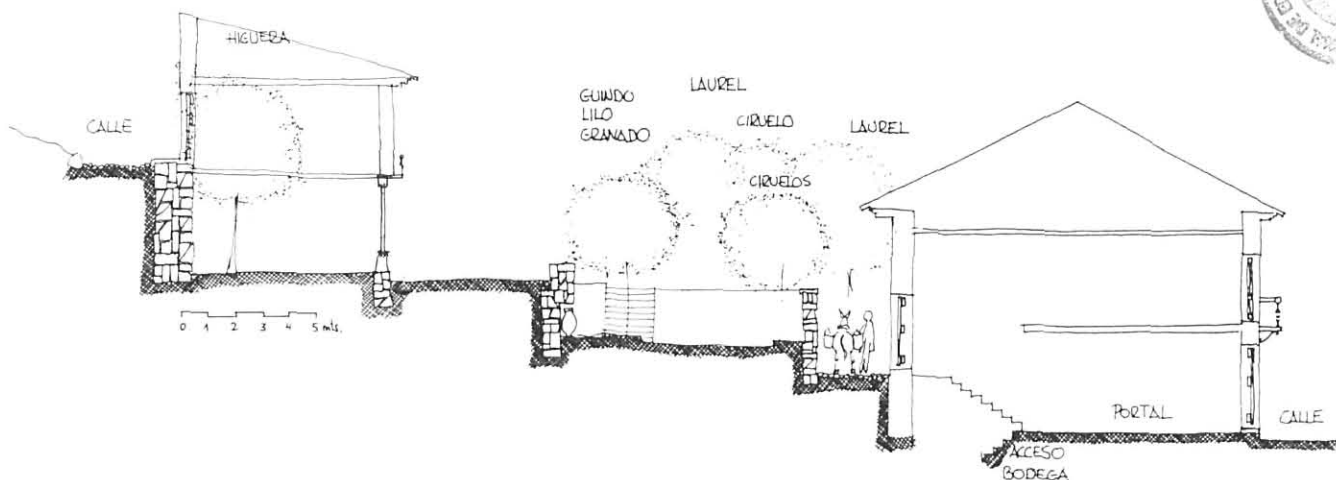 HIGUERA
CALLE
GUINDO
LILO
GRANADO
LAUREL
CIRUELO
LAUREL
CIRUELOS
0 1 2 3 4 5 mts.
PORTAL
CALLE
ACCESO
BODEGA